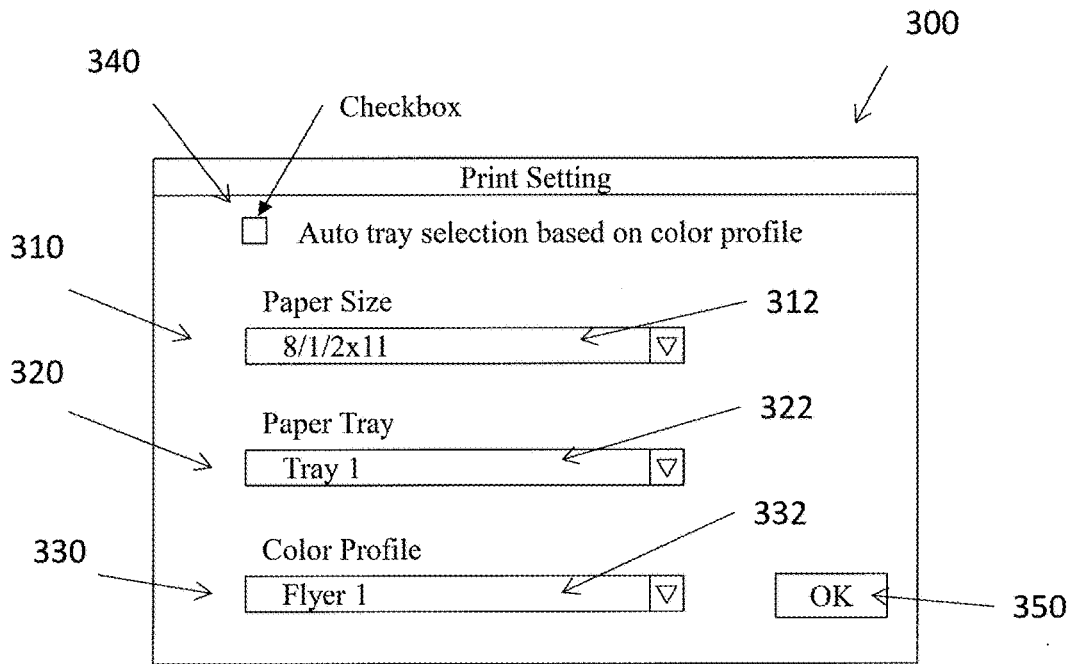 300
340
Checkbox
Print Setting
Auto tray selection based on color profile
310
Paper Size
312
8/1/2x11
320
Paper Tray
322
Tray 1
330
Color Profile
332
Flyer 1
OK
350